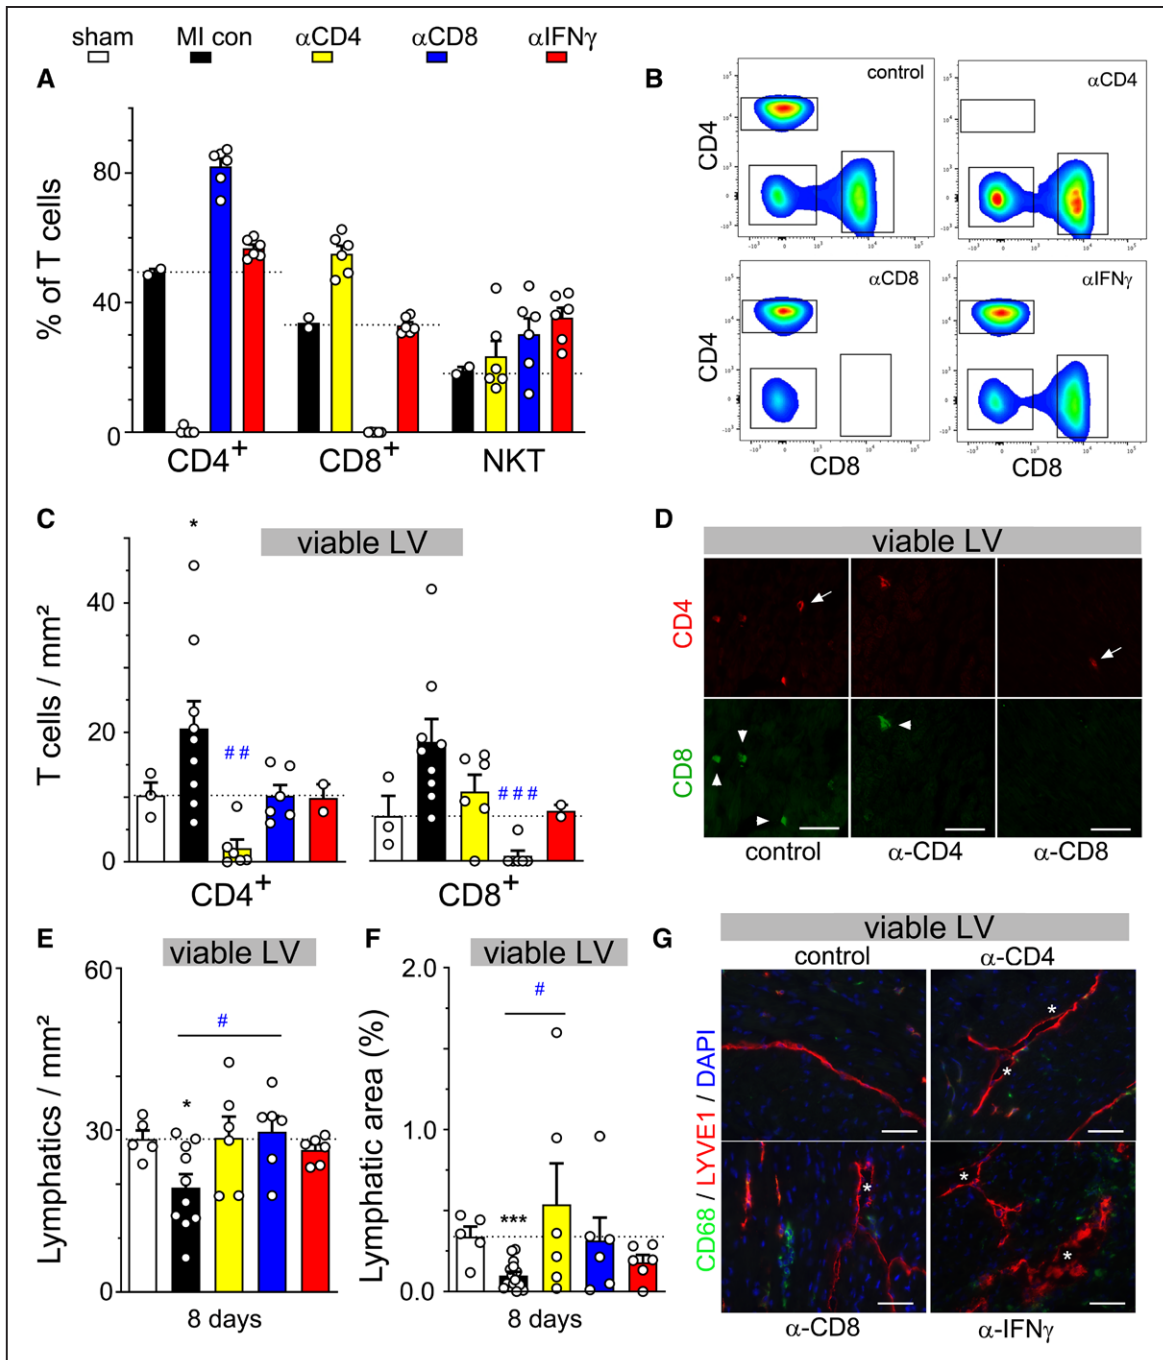 sham MI con αCD4 αCD8 αIFNγ
A
% of T cells
80
40
0
CD4+ CD8+ NKT
B
control
αCD4
αCD8
αIFNγ
CD4
CD4
CD8 CD8
C
*
viable LV
T cells / mm²
40
20
0
##
###
CD4+ CD8+
D
viable LV
CD4
CD8
control α-CD4 α-CD8
E
viable LV
Lymphatics / mm²
60
30
0
#
*
8 days
F
viable LV
Lymphatic area (%)
2.0
1.0
0.0
#
***
8 days
G
viable LV
control α-CD4
CD68 / LYVE1 / DAPI
* * * * *
α-CD8 α-IFNγ